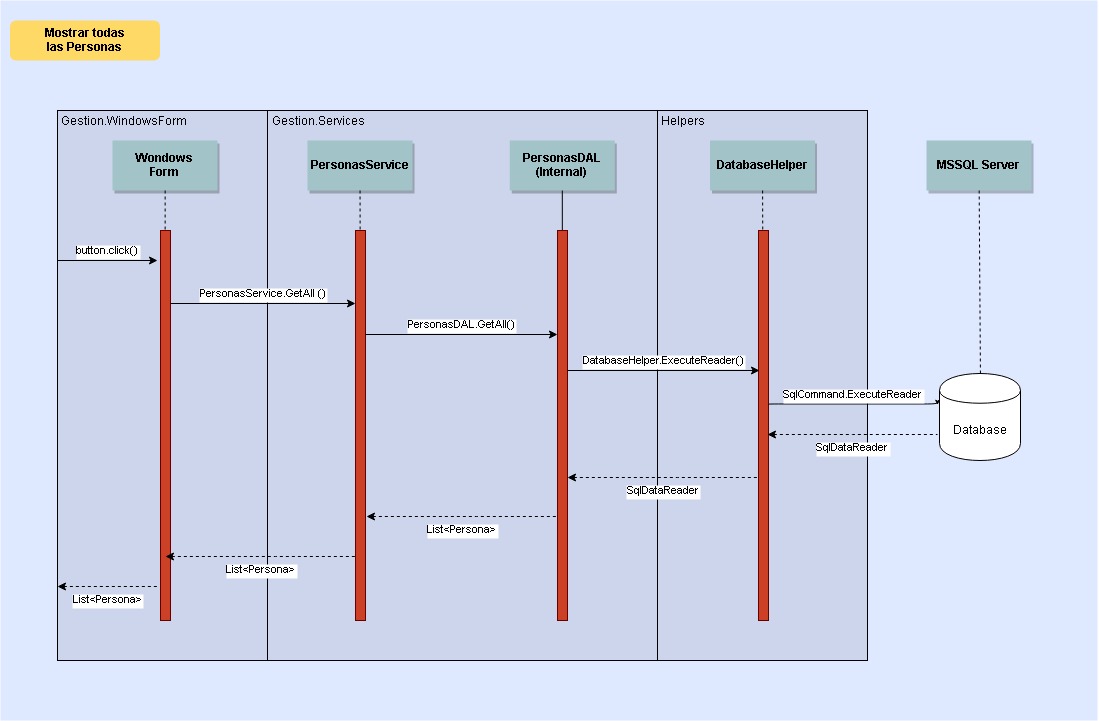 Mostrar todas
las Personas
Gestion.WindowsForm
Gestion.Services
Helpers
Wondows
Form
PersonasService
PersonasDAL
(Internal)
DatabaseHelper
MSSQL Server
button.click()
PersonasService.GetAll ()
PersonasDAL.GetAll()
DatabaseHelper.ExecuteReader()
SqlCommand.ExecuteReader
Database
SqlDataReader
SqlDataReader
List<Persona>
List<Persona>
List<Persona>